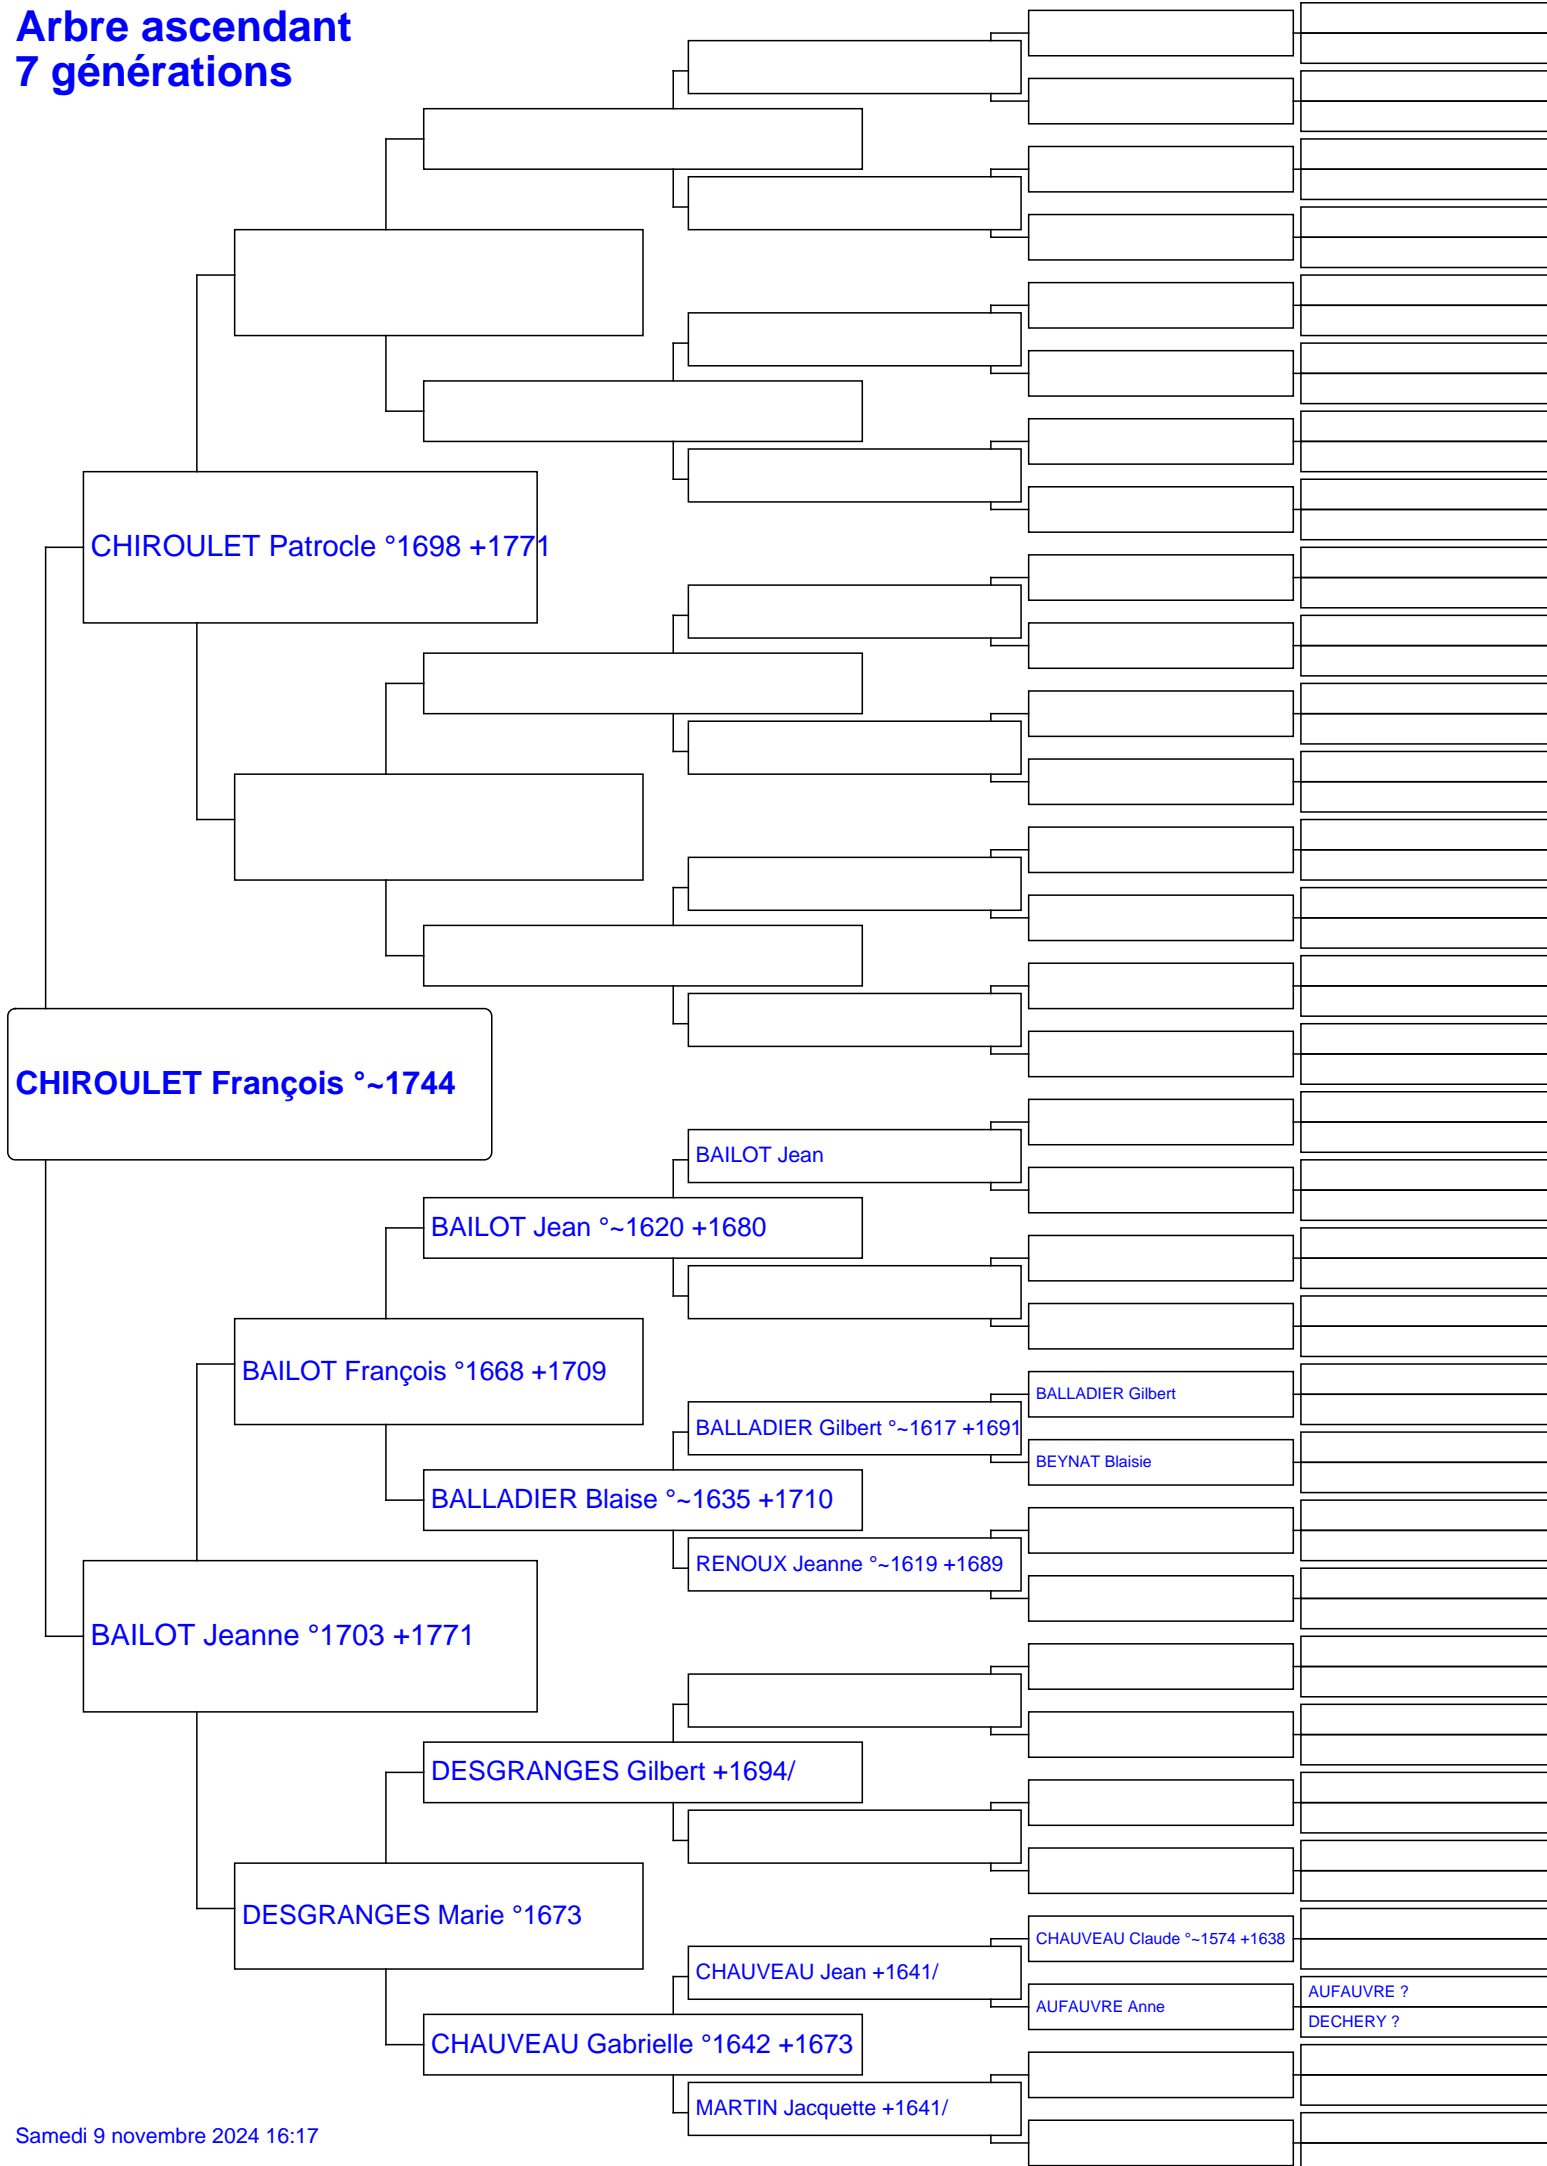 Arbre ascendant
7 générations
CHIROULET Patrocle °1698 +1771
CHIROULET François °~1744
BAILOT Jean
BAILOT Jean °~1620 +1680
BAILOT François °1668 +1709
BALLADIER Gilbert
BALLADIER Gilbert °~1617 +1691
BEYNAT Blaisie
BALLADIER Blaise °~1635 +1710
RENOUX Jeanne °~1619 +1689
BAILOT Jeanne °1703 +1771
DESGRANGES Gilbert +1694/
DESGRANGES Marie °1673
CHAUVEAU Claude °~1574 +1638
CHAUVEAU Jean +1641/
AUFAUVRE ?
AUFAUVRE Anne
DECHERY ?
CHAUVEAU Gabrielle °1642 +1673
MARTIN Jacquette +1641/
Samedi 9 novembre 2024 16:17